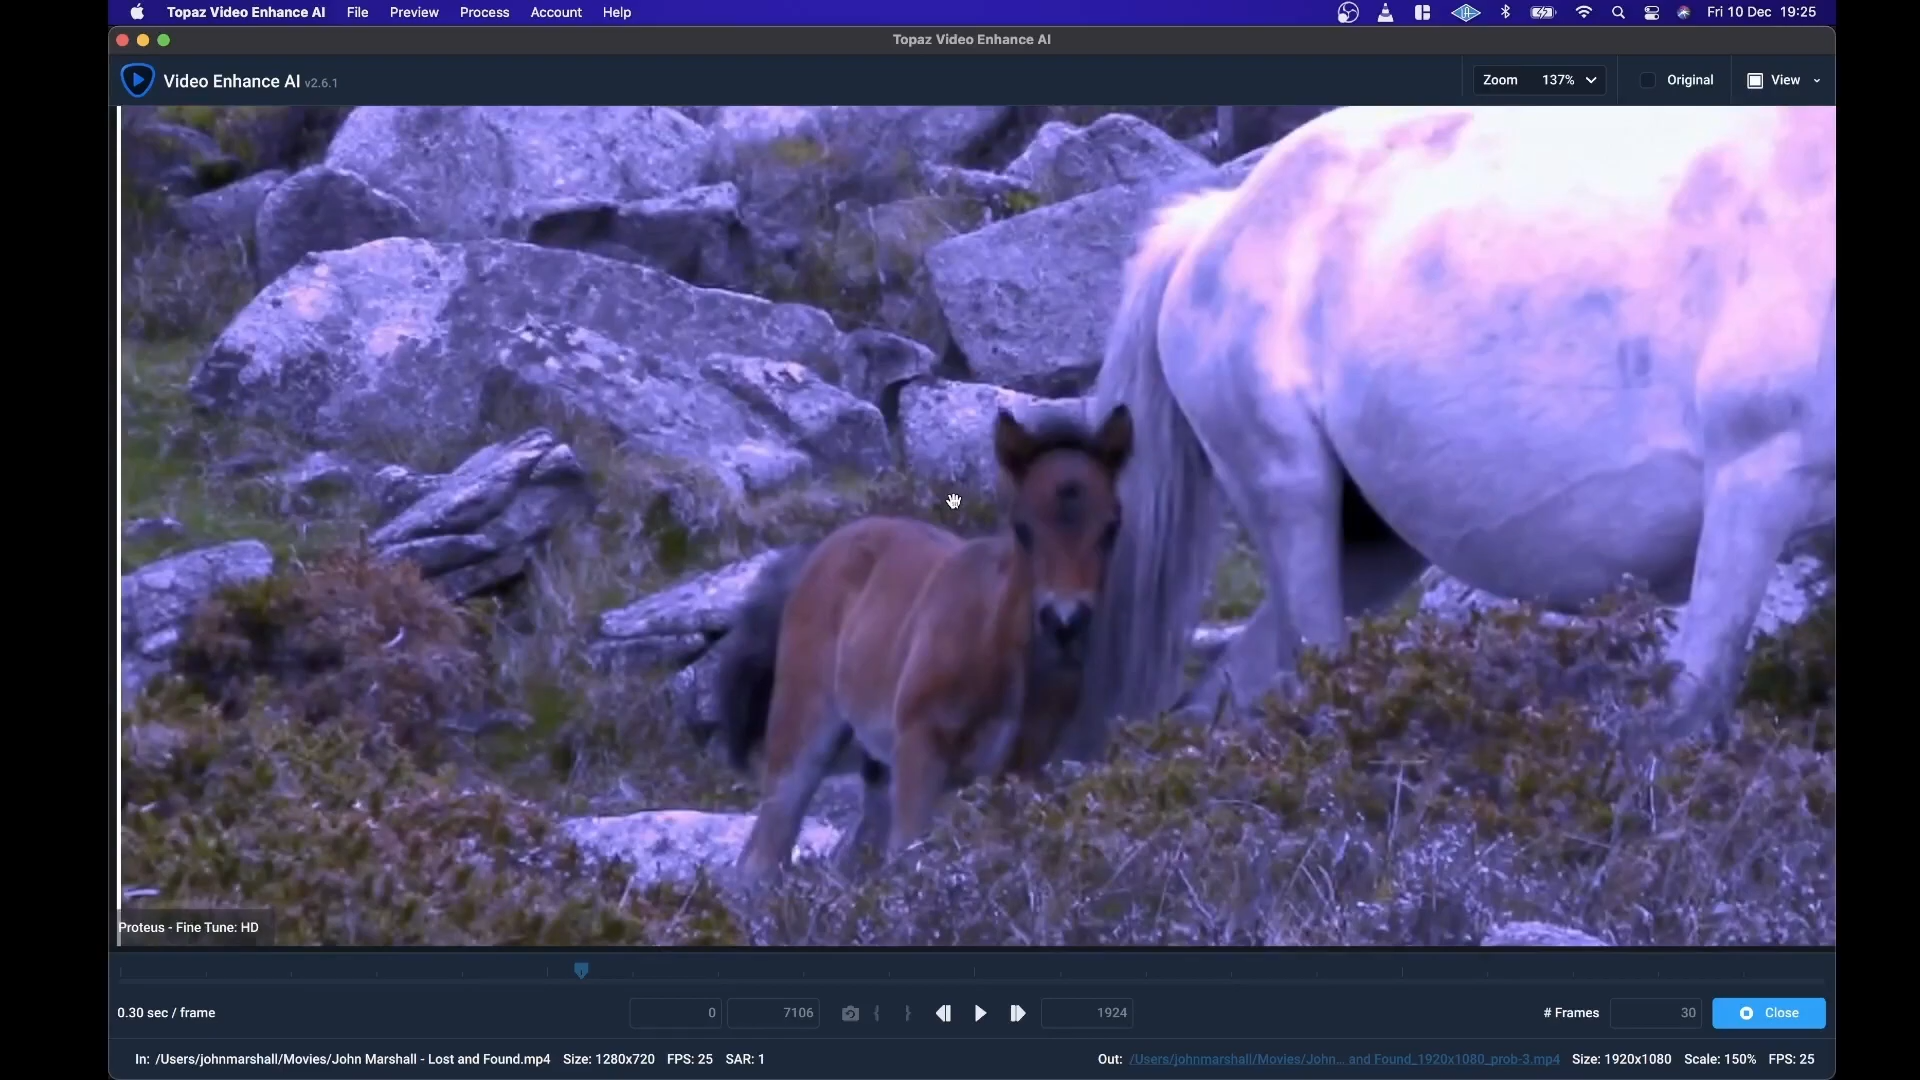 Topaz Video Enhance AI File Preview Process Account Help Fri 10 Dec 19:25
Topaz Video Enhance AI
Video Enhance AI v2.6.1 Zoom 137% Original View
Proteus - Fine Tune: HD
0.30 sec / frame 0 7106 { } 1924 # Frames 30 Close
In: /Users/johnmarshall/Movies/John Marshall - Lost and Found.mp4 Size: 1280x720 FPS: 25 SAR: 1 Out: /Users/johnmarshall/Movies/John... and Found_1920x1080_prob-3.mp4 Size: 1920x1080 Scale: 150% FPS: 25